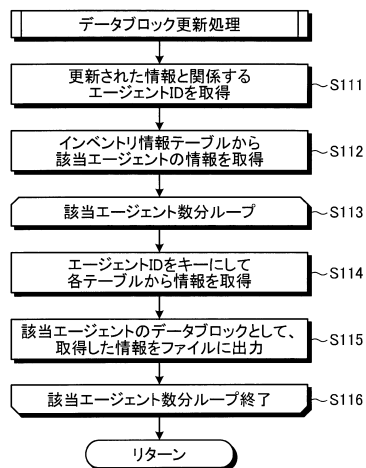 データブロック更新処理
更新された情報と関係する
エージェントIDを取得
S111
インベントリ情報テーブルから
該当エージェントの情報を取得
S112
該当エージェント数分ループ
S113
エージェントIDをキーにして
各テーブルから情報を取得
S114
該当エージェントのデータブロックとして、
取得した情報をファイルに出力
S115
該当エージェント数分ループ終了
S116
リターン